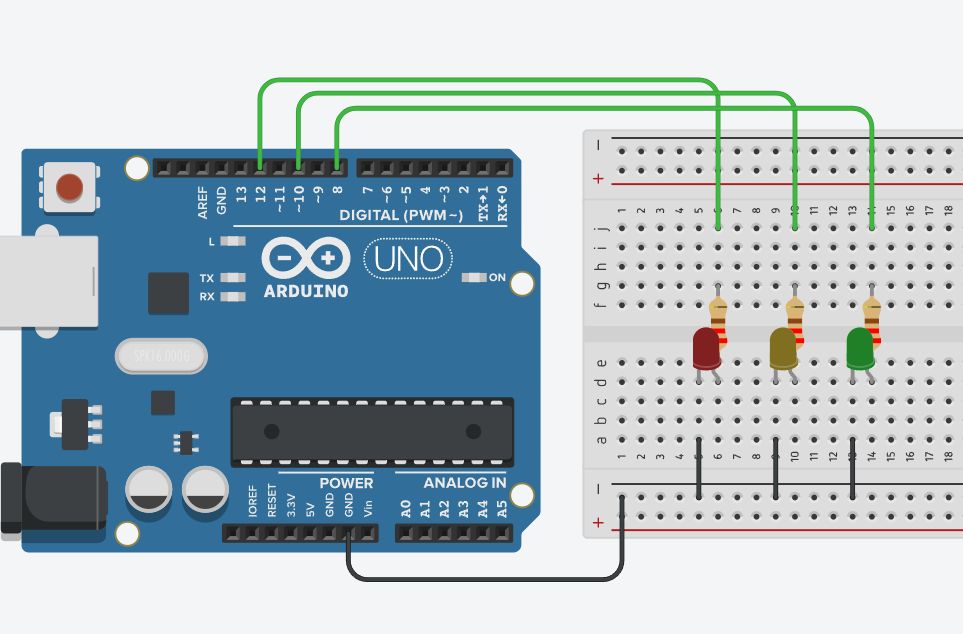 AREF GND 13 12 ~11 ~10 ~9 8 7 ~6 ~5 4 ~3 2 TX→1 RX←0
DIGITAL (PWM ~)
L
TX
RX
ARDUINO
UNO
ON
SPK16.000G
IOREF RESET 3.3V 5V GND GND Vin
POWER
A0 A1 A2 A3 A4 A5
ANALOG IN
−
+
1 2 3 4 5 6 7 8 9 10 11 12 13 14 15 16 17 18
j
i
h
g
f
e
d
c
b
a
1 2 3 4 5 6 7 8 9 10 11 12 13 14 15 16 17 18
−
+